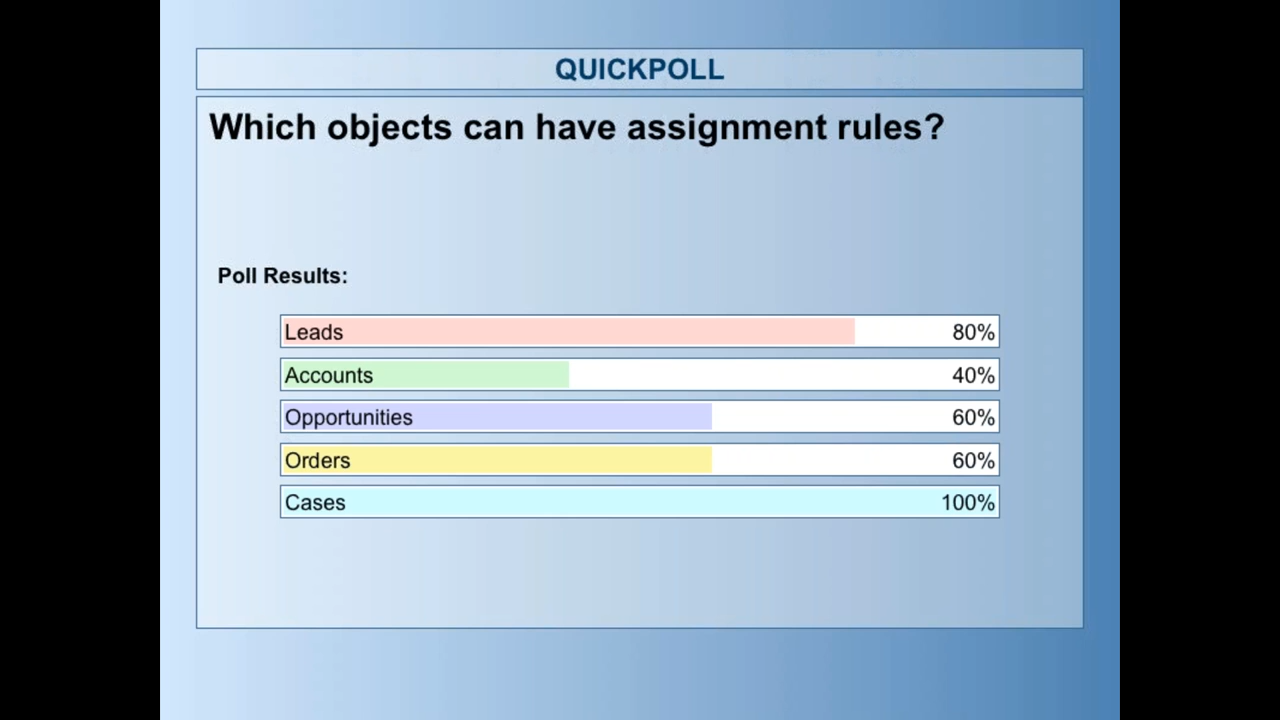 QUICKPOLL
Which objects can have assignment rules?
Poll Results:
Leads 80%
Accounts 40%
Opportunities 60%
Orders 60%
Cases 100%